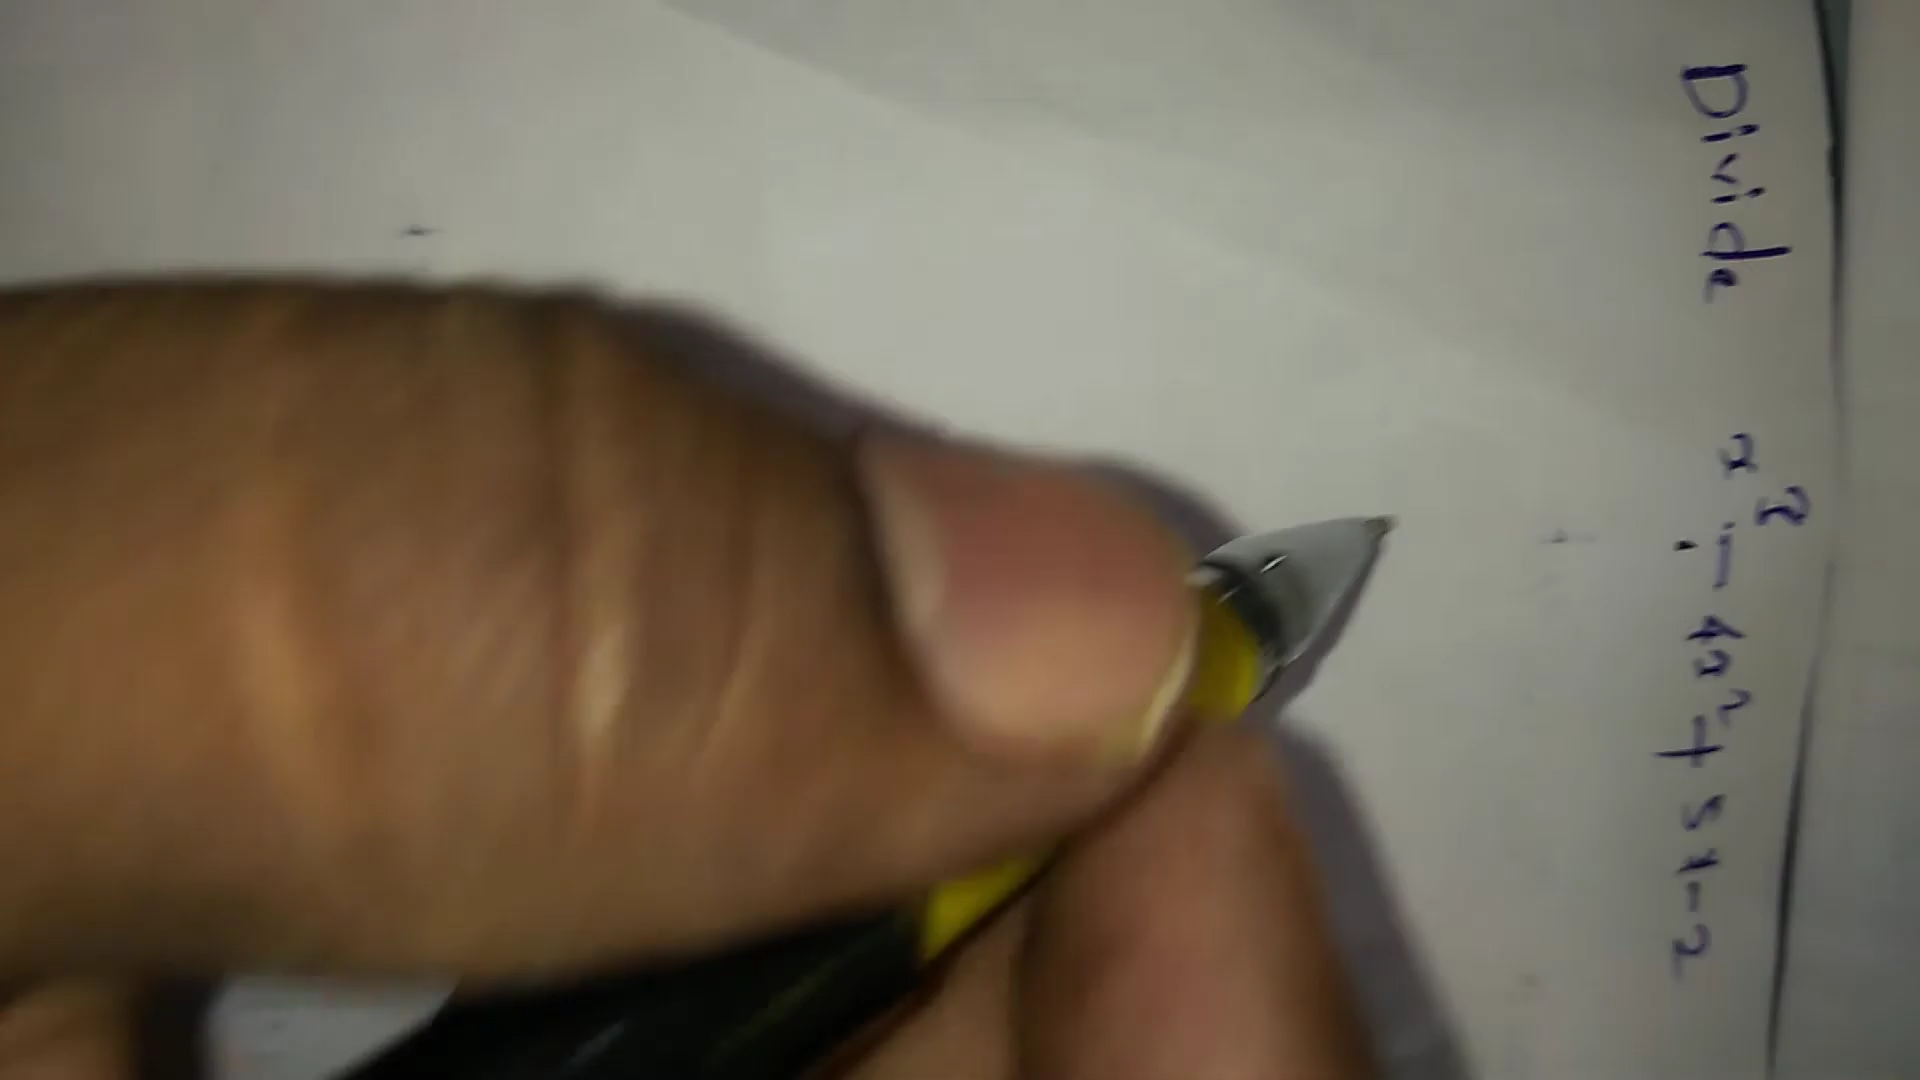 Divide x³ - 4x² + 5x - 2